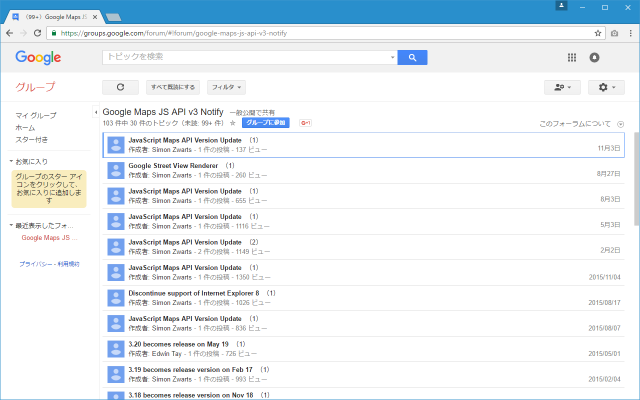 (99+) Google Maps JS
https://groups.google.com/forum/#!forum/google-maps-js-api-v3-notify
Google
トピックを検索
グループ
すべて既読にする
フィルタ
マイ グループ
ホーム
スター付き
お気に入り
グループのスター アイコンをクリックして、お気に入りに追加します
最近表示したフォ...
Google Maps JS ...
プライバシー - 利用規約
Google Maps JS API v3 Notify 一般公開で共有
103 件中 30 件のトピック (未読: 99+ 件)
グループに参加
G+1
このフォーラムについて
JavaScript Maps API Version Update (1)
作成者: Simon Zwarts - 1 件の投稿 - 137 ビュー
11月3日
Google Street View Renderer (1)
作成者: Simon Zwarts - 1 件の投稿 - 260 ビュー
8月27日
JavaScript Maps API Version Update (1)
作成者: Simon Zwarts - 1 件の投稿 - 655 ビュー
8月3日
JavaScript Maps API Version Update (1)
作成者: Simon Zwarts - 1 件の投稿 - 1116 ビュー
5月3日
JavaScript Maps API Version Update (2)
作成者: Simon Zwarts - 2 件の投稿 - 1149 ビュー
2月2日
JavaScript Maps API Version Update (1)
作成者: Simon Zwarts - 1 件の投稿 - 1350 ビュー
2015/11/04
Discontinue support of Internet Explorer 8 (1)
作成者: Simon Zwarts - 1 件の投稿 - 1026 ビュー
2015/08/17
JavaScript Maps API Version Update (1)
作成者: Simon Zwarts - 1 件の投稿 - 836 ビュー
2015/08/07
3.20 becomes release on May 19 (1)
作成者: Edwin Tay - 1 件の投稿 - 726 ビュー
2015/05/01
3.19 becomes release version on Feb 17 (1)
作成者: Simon Zwarts - 1 件の投稿 - 993 ビュー
2015/02/04
3.18 becomes release version on Nov 18 (1)